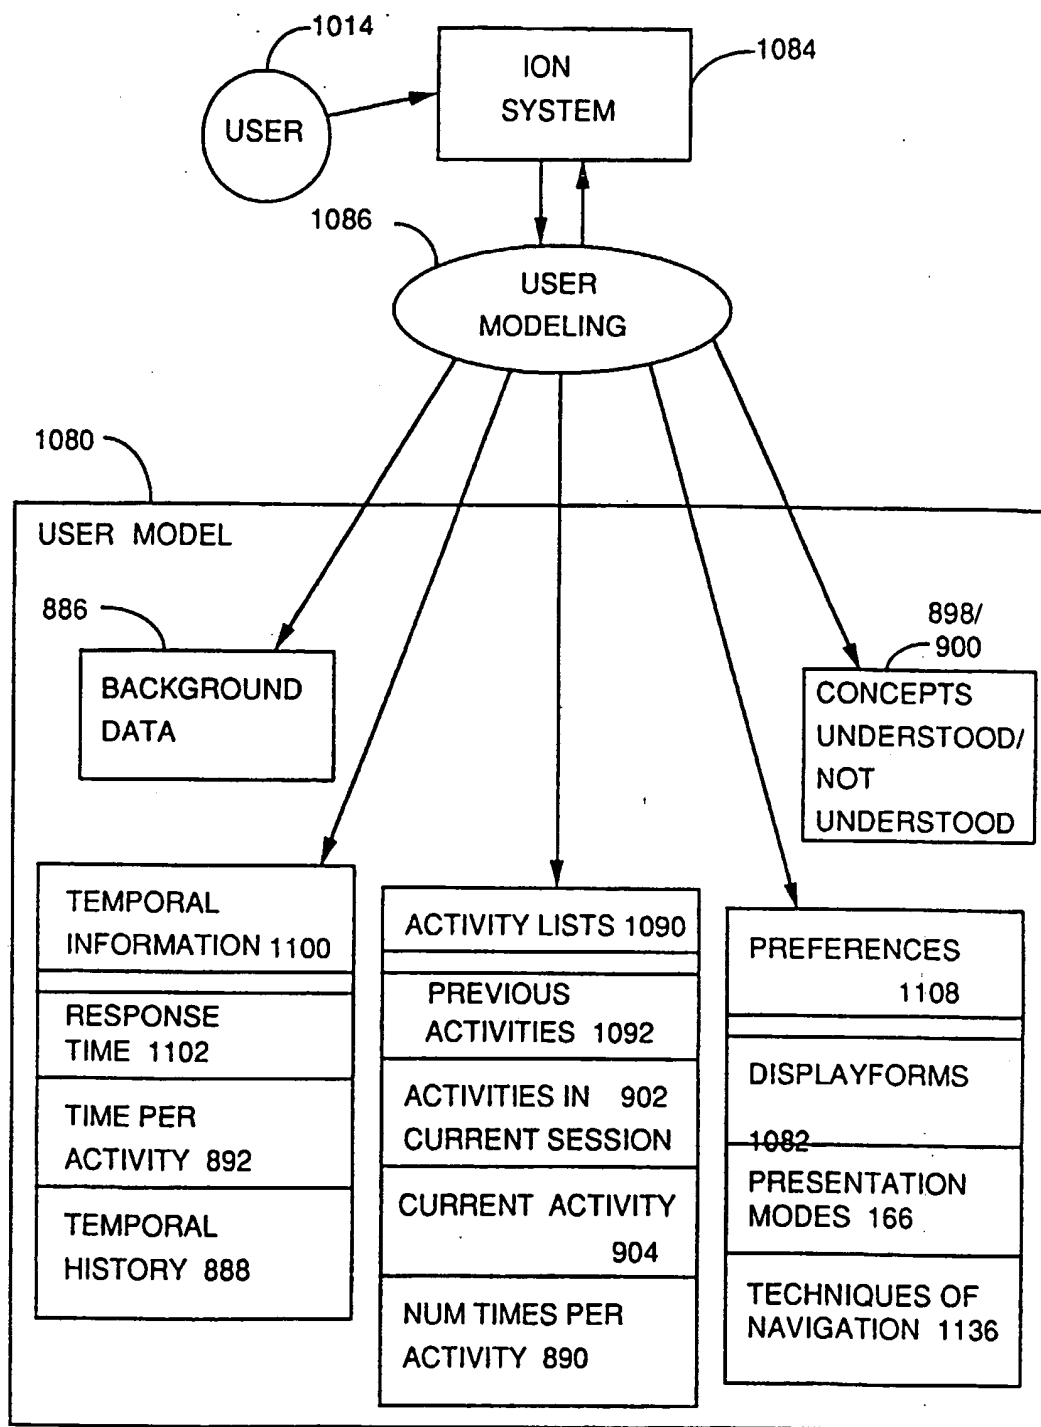 1014
ION
SYSTEM
1084
USER
1086
USER
MODELING
1080
USER MODEL
886
BACKGROUND
DATA
898/
900
CONCEPTS
UNDERSTOOD/
NOT
UNDERSTOOD
TEMPORAL
INFORMATION 1100
RESPONSE
TIME 1102
TIME PER
ACTIVITY 892
TEMPORAL
HISTORY 888
ACTIVITY LISTS 1090
PREVIOUS
ACTIVITIES 1092
ACTIVITIES IN 902
CURRENT SESSION
CURRENT ACTIVITY
904
NUM TIMES PER
ACTIVITY 890
PREFERENCES
1108
DISPLAYFORMS
1082
PRESENTATION
MODES 166
TECHNIQUES OF
NAVIGATION 1136